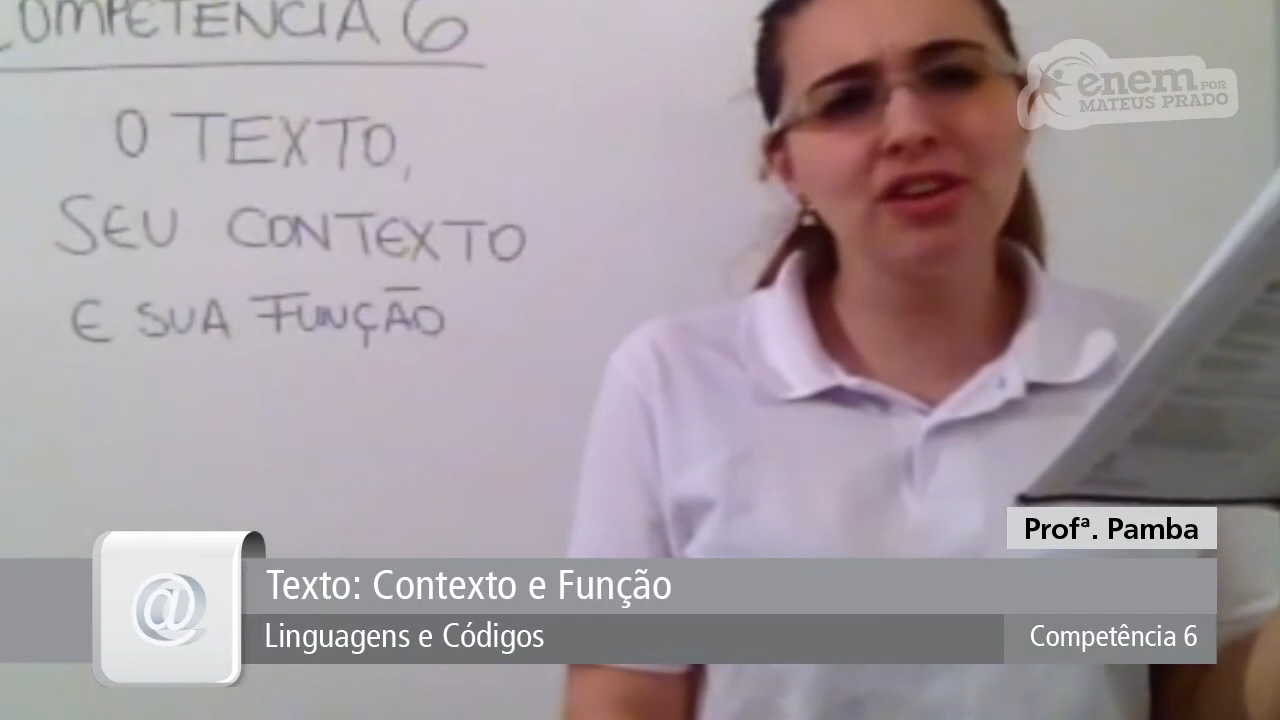 COMPETÊNCIA 6
O TEXTO,
SEU CONTEXTO
E SUA FUNÇÃO
enem POR
MATEUS PRADO
Profª. Pamba
Texto: Contexto e Função
Linguagens e Códigos
Competência 6
@